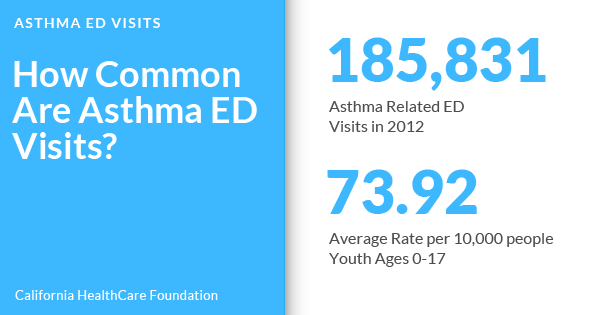 ASTHMA ED VISITS
How Common
Are Asthma ED
Visits?
California HealthCare Foundation
185,831
Asthma Related ED
Visits in 2012
73.92
Average Rate per 10,000 people
Youth Ages 0-17